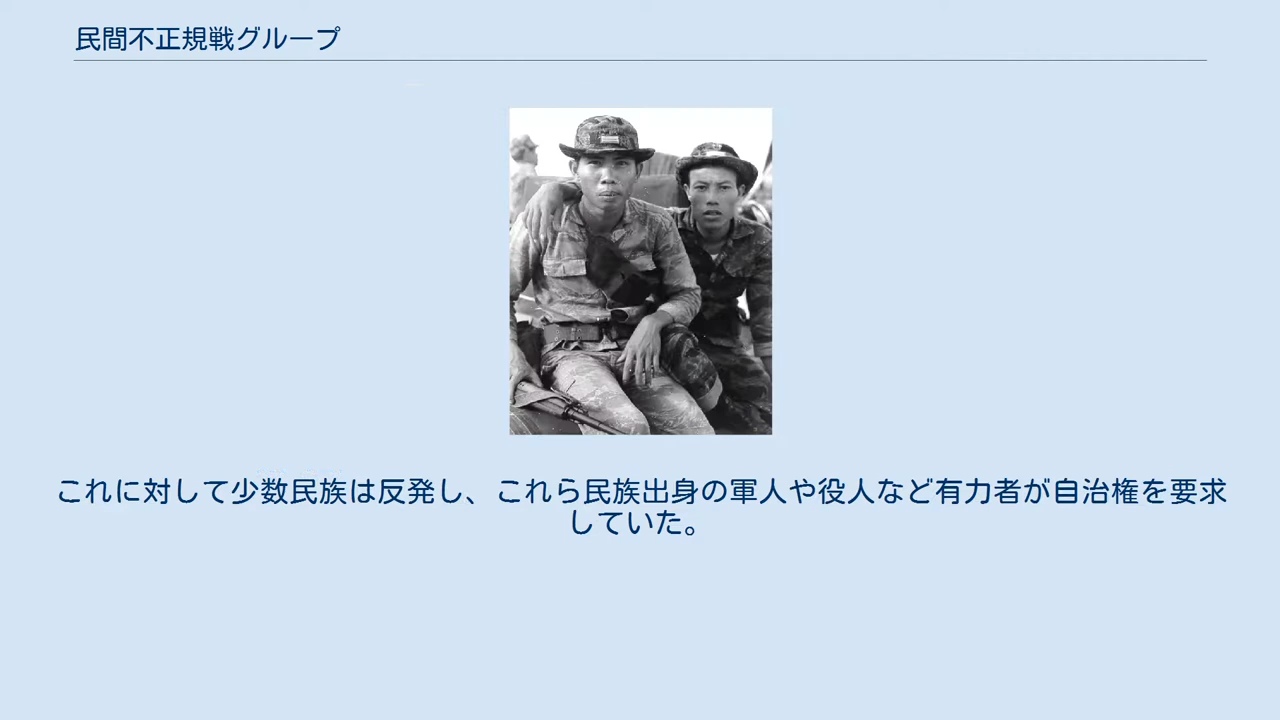 民間不正規戦グループ
これに対して少数民族は反発し、これら民族出身の軍人や役人など有力者が自治権を要求
していた。